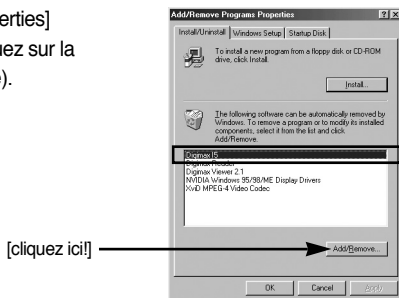 erties]
uez sur la
e).
Add/Remove Programs Properties
Install/Uninstall Windows Setup Startup Disk
To install a new program from a floppy disk or CD-ROM
drive, click Install.
Install...
The following software can be automatically removed by
Windows. To remove a program or to modify its installed
components, select it from the list and click
Add/Remove.
Digimax I5
Digimax Reader
Digimax Viewer 2.1
NVIDIA Windows 95/98/ME Display Drivers
XviD MPEG-4 Video Codec
[cliquez ici!]
Add/Remove...
OK Cancel Apply